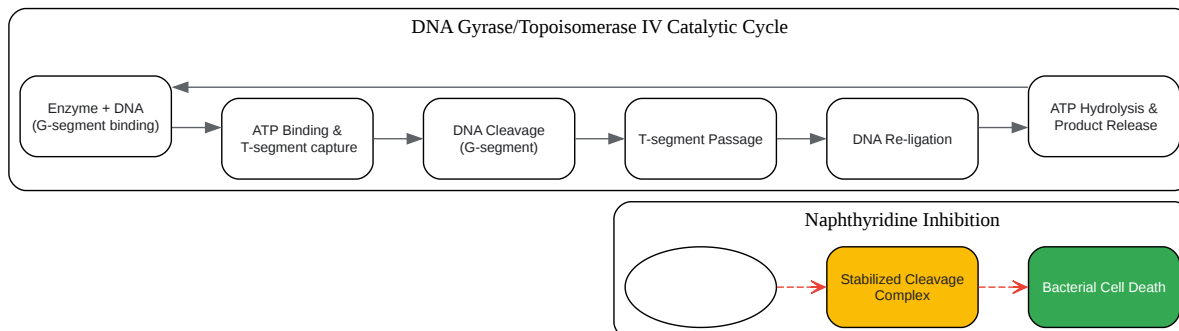 DNA Gyrase/Topoisomerase IV Catalytic Cycle
Enzyme + DNA
(G-segment binding)
ATP Binding &
T-segment capture
DNA Cleavage
(G-segment)
T-segment Passage
DNA Re-ligation
ATP Hydrolysis &
Product Release
Naphthyridine Inhibition
Stabilized Cleavage
Complex
Bacterial Cell Death